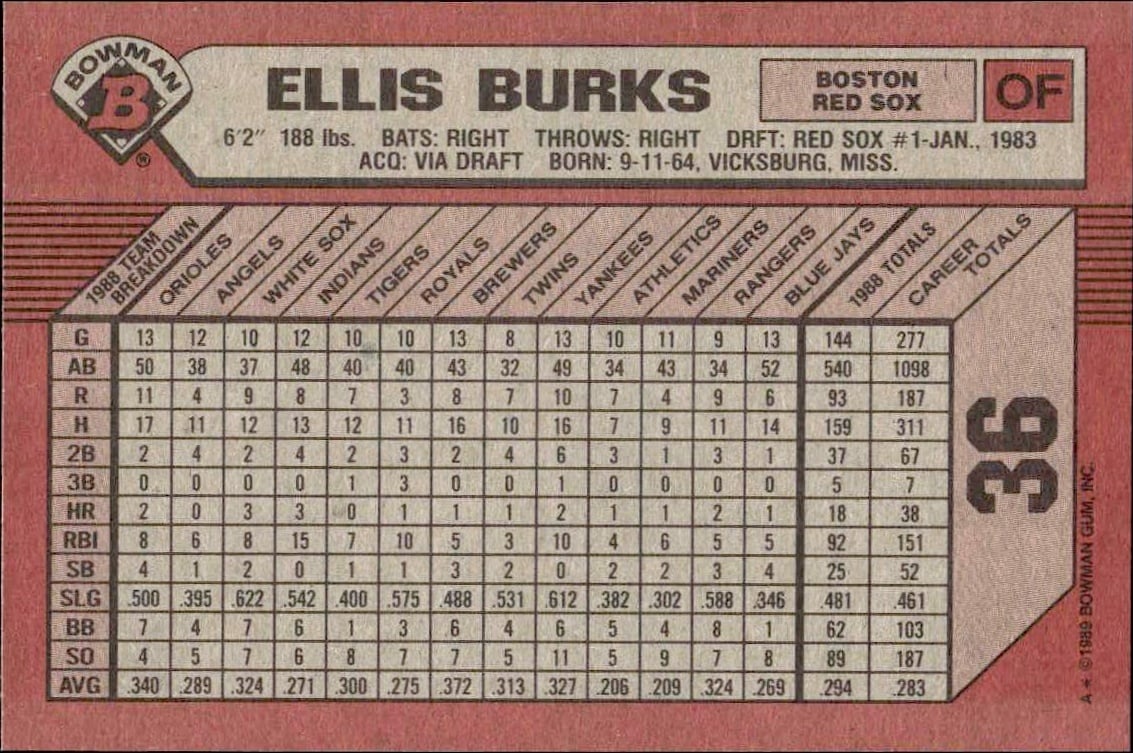 BOWMAN
B
®
ELLIS BURKS
BOSTON
RED SOX
OF
6'2" 188 lbs. BATS: RIGHT THROWS: RIGHT DRFT: RED SOX #1-JAN., 1983
ACQ: VIA DRAFT BORN: 9-11-64, VICKSBURG, MISS.
1988 TEAM BREAKDOWN ORIOLES ANGELS WHITE SOX INDIANS TIGERS ROYALS BREWERS TWINS YANKEES ATHLETICS MARINERS RANGERS BLUE JAYS 1988 TOTALS CAREER TOTALS
G 13 12 10 12 10 10 13 8 13 10 11 9 13 144 277
AB 50 38 37 48 40 40 43 32 49 34 43 34 52 540 1098
R 11 4 9 8 7 3 8 7 10 7 4 9 6 93 187
H 17 11 12 13 12 11 16 10 16 7 9 11 14 159 311
2B 2 4 2 4 2 3 2 4 6 3 1 3 1 37 67
3B 0 0 0 0 1 3 0 0 1 0 0 0 0 5 7
HR 2 0 3 3 0 1 1 1 2 1 1 2 1 18 38
RBI 8 6 8 15 7 10 5 3 10 4 6 5 5 92 151
SB 4 1 2 0 1 1 3 2 0 2 2 3 4 25 52
SLG .500 .395 .622 .542 .400 .575 .488 .531 .612 .382 .302 .588 .346 .481 .461
BB 7 4 7 6 1 3 6 4 6 5 4 8 1 62 103
SO 4 5 7 6 8 7 7 5 11 5 9 7 8 89 187
AVG .340 .289 .324 .271 .300 .275 .372 .313 .327 .206 .209 .324 .269 .294 .283
36
A * ©1989 BOWMAN GUM, INC.